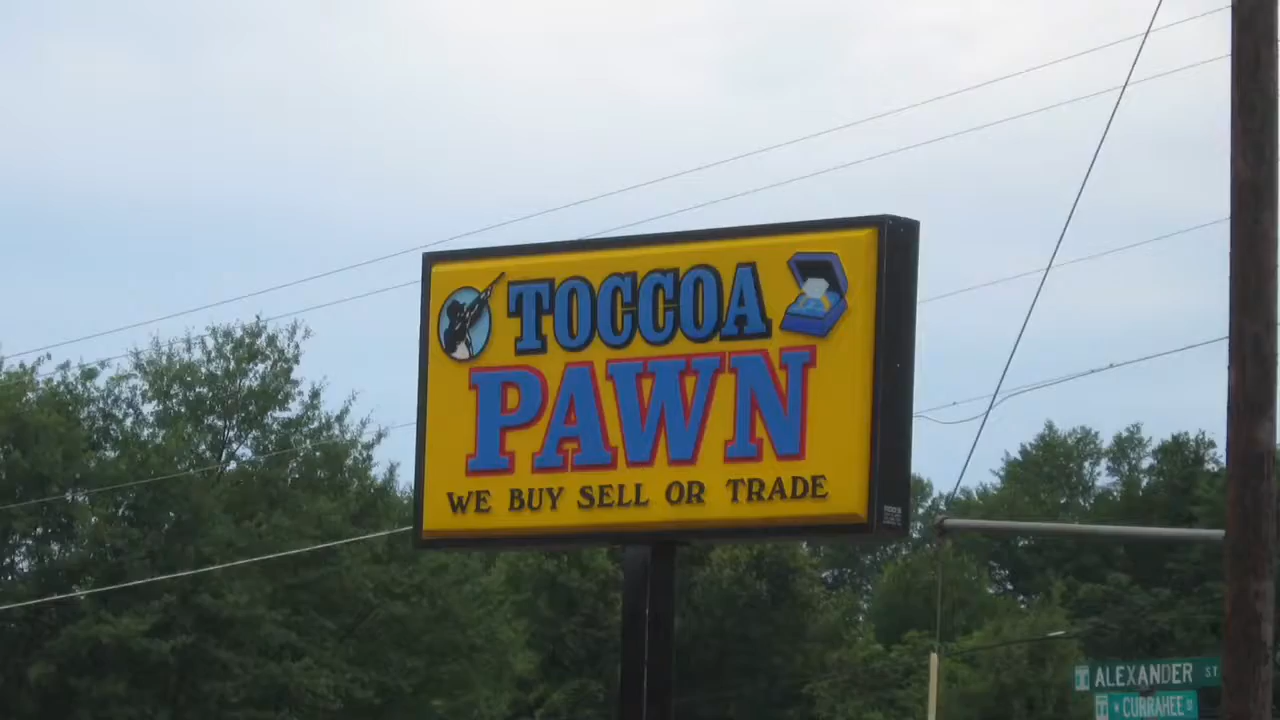 TOCCOA
PAWN
WE BUY SELL OR TRADE
ALEXANDER ST
CURRAHEE